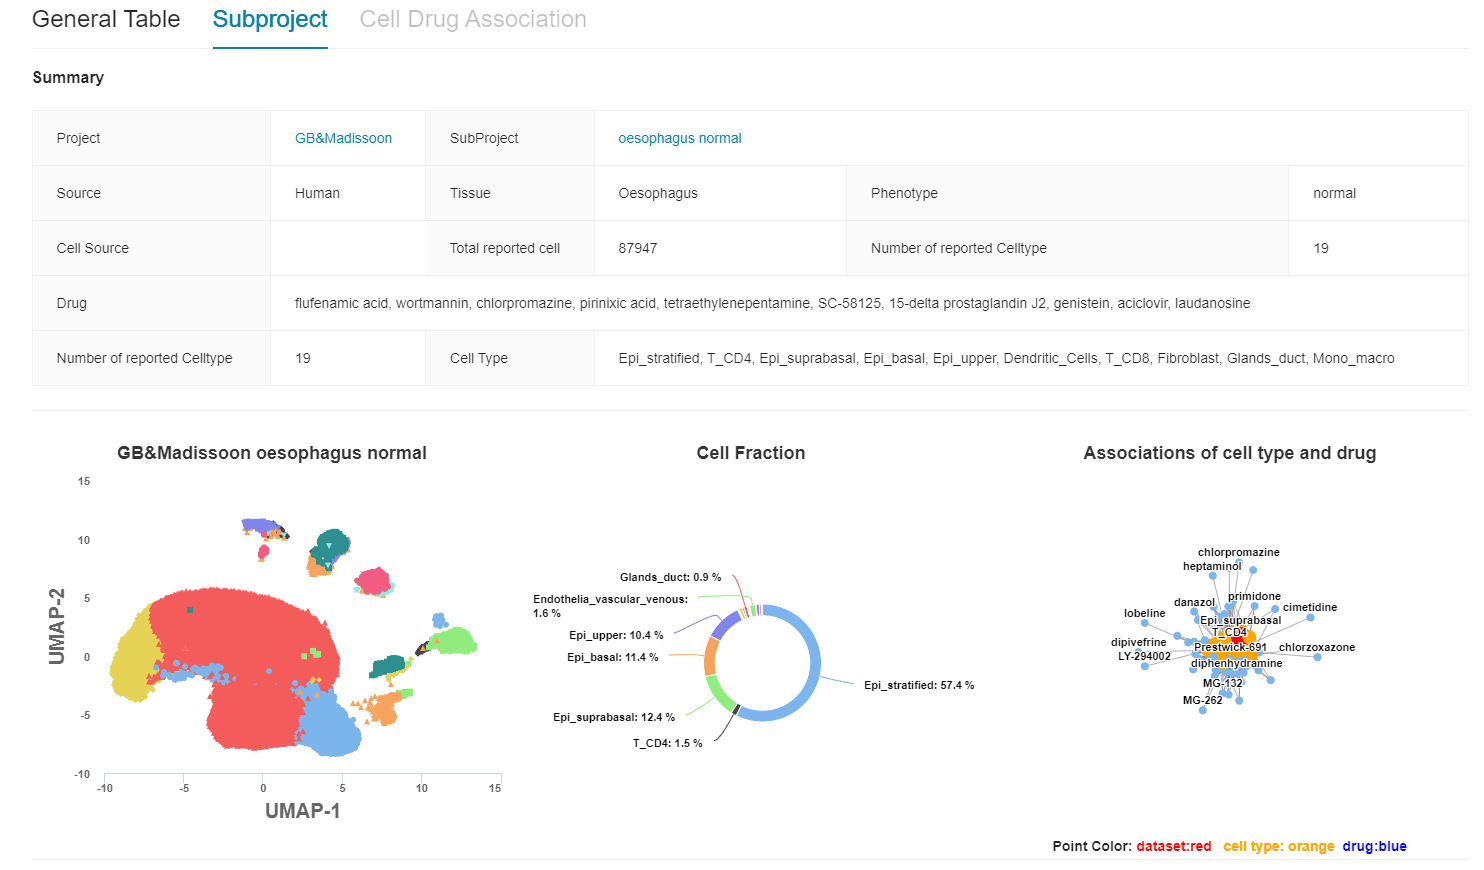 General Table Subproject Cell Drug Association
Summary
Project GB&Madissoon SubProject oesophagus normal
Source Human Tissue Oesophagus Phenotype normal
Cell Source Total reported cell 87947 Number of reported Celltype 19
Drug flufenamic acid, wortmannin, chlorpromazine, pirinixic acid, tetraethylenepentamine, SC-58125, 15-delta prostaglandin J2, genistein, aciclovir, laudanosine
Number of reported Celltype 19 Cell Type Epi_stratified, T_CD4, Epi_suprabasal, Epi_basal, Epi_upper, Dendritic_Cells, T_CD8, Fibroblast, Glands_duct, Mono_macro
GB&Madissoon oesophagus normal
15
10
5
0
-5
-10
-10 -5 0 5 10 15
UMAP-2
UMAP-1
Cell Fraction
Glands_duct: 0.9 %
Endothelia_vascular_venous:
1.6 %
Epi_upper: 10.4 %
Epi_basal: 11.4 %
Epi_stratified: 57.4 %
Epi_suprabasal: 12.4 %
T_CD4: 1.5 %
Associations of cell type and drug
chlorpromazine
heptaminol
primidone
danazol
cimetidine
lobeline
Epi_suprabasal
T_CD4
dipivefrine
Prestwick-691
chlorzoxazone
LY-294002
diphenhydramine
MG-132
MG-262
Point Color: dataset:red cell type: orange drug:blue